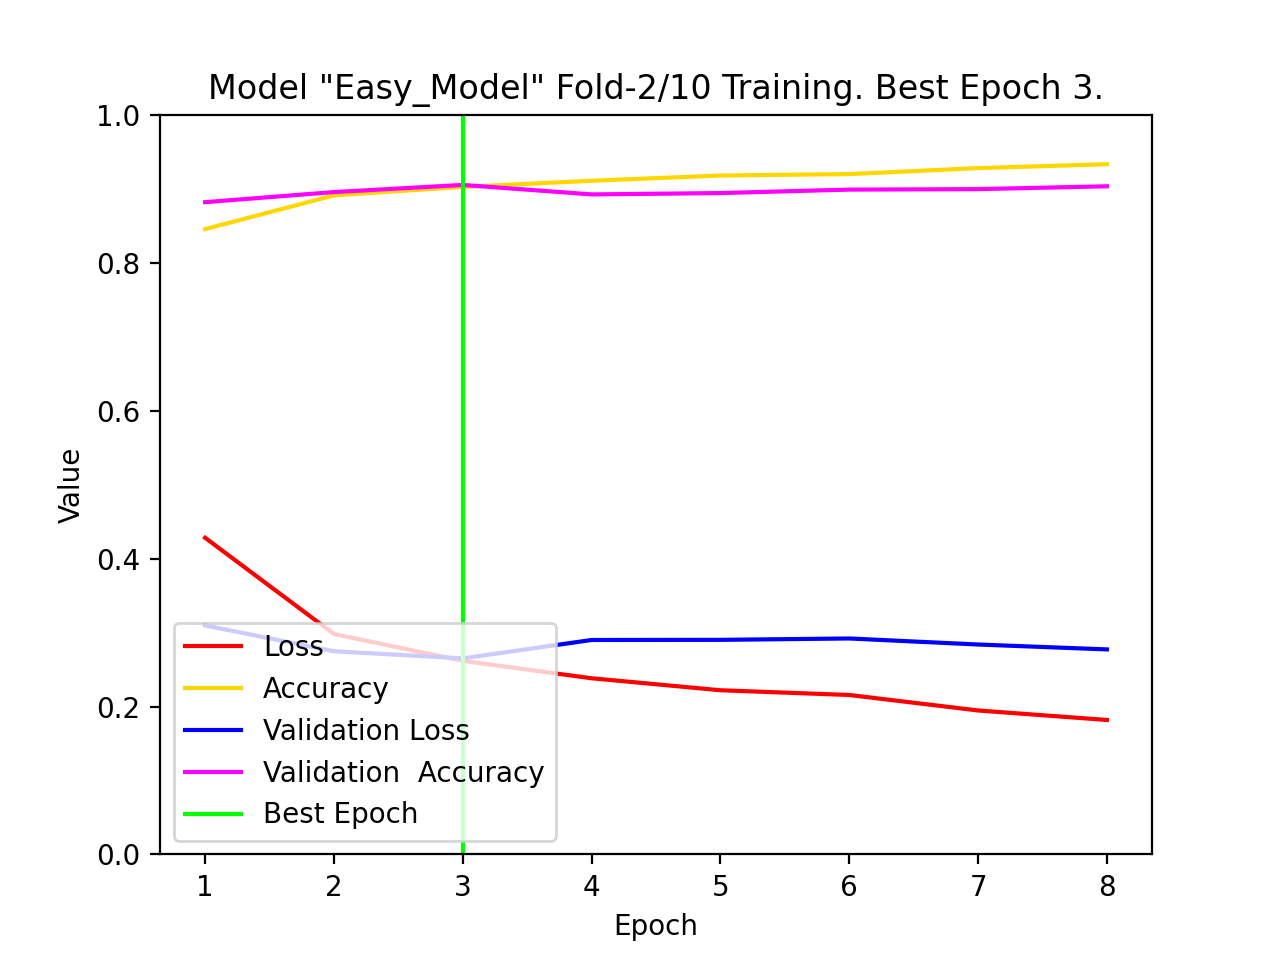 Model "Easy_Model" Fold-2/10 Training. Best Epoch 3.
1.0
0.8
0.6
0.4
0.2
0.0
Value
Loss
Accuracy
Validation Loss
Validation  Accuracy
Best Epoch
1 2 3 4 5 6 7 8
Epoch